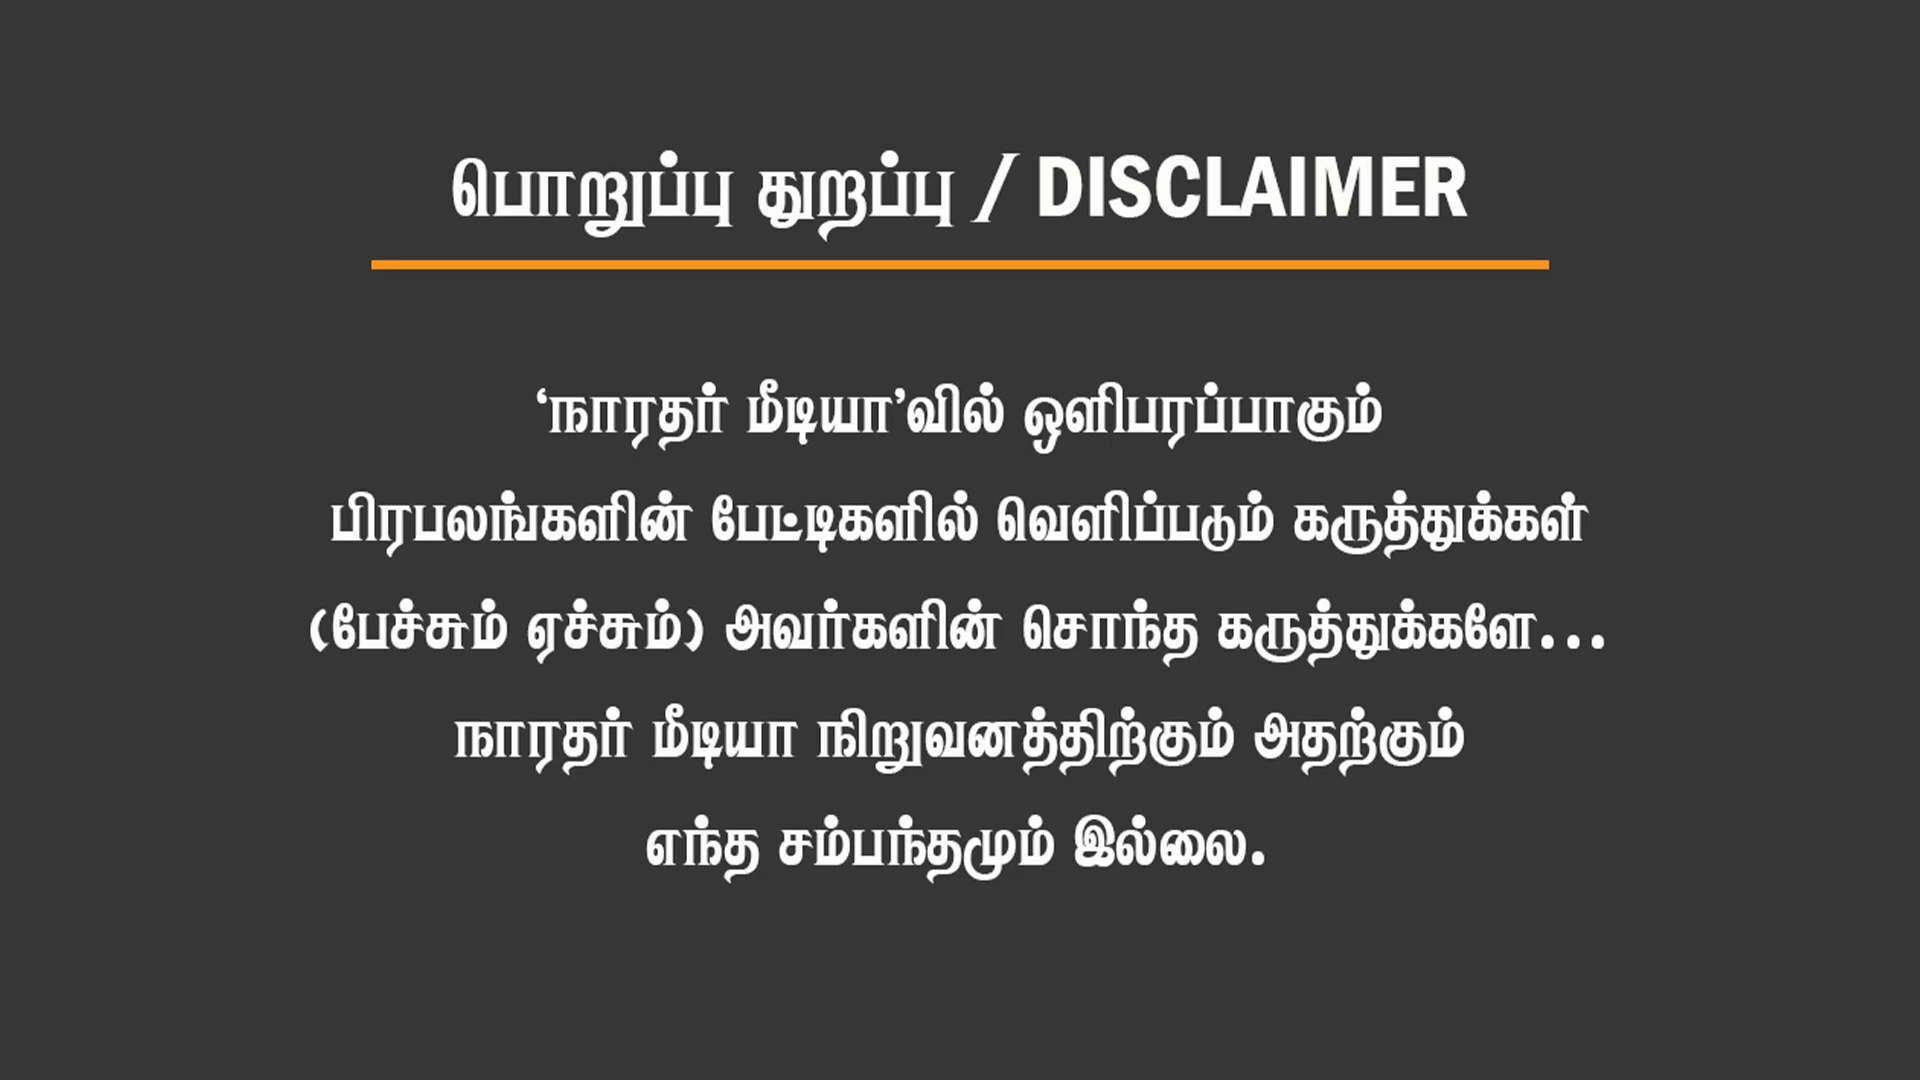 பொறுப்பு துறப்பு / DISCLAIMER
‘நாரதர் மீடியா’வில் ஒளிபரப்பாகும்
பிரபலங்களின் பேட்டிகளில் வெளிப்படும் கருத்துக்கள்
(பேச்சும் ஏச்சும்) அவர்களின் சொந்த கருத்துக்களே...
நாரதர் மீடியா நிறுவனத்திற்கும் அதற்கும்
எந்த சம்பந்தமும் இல்லை.